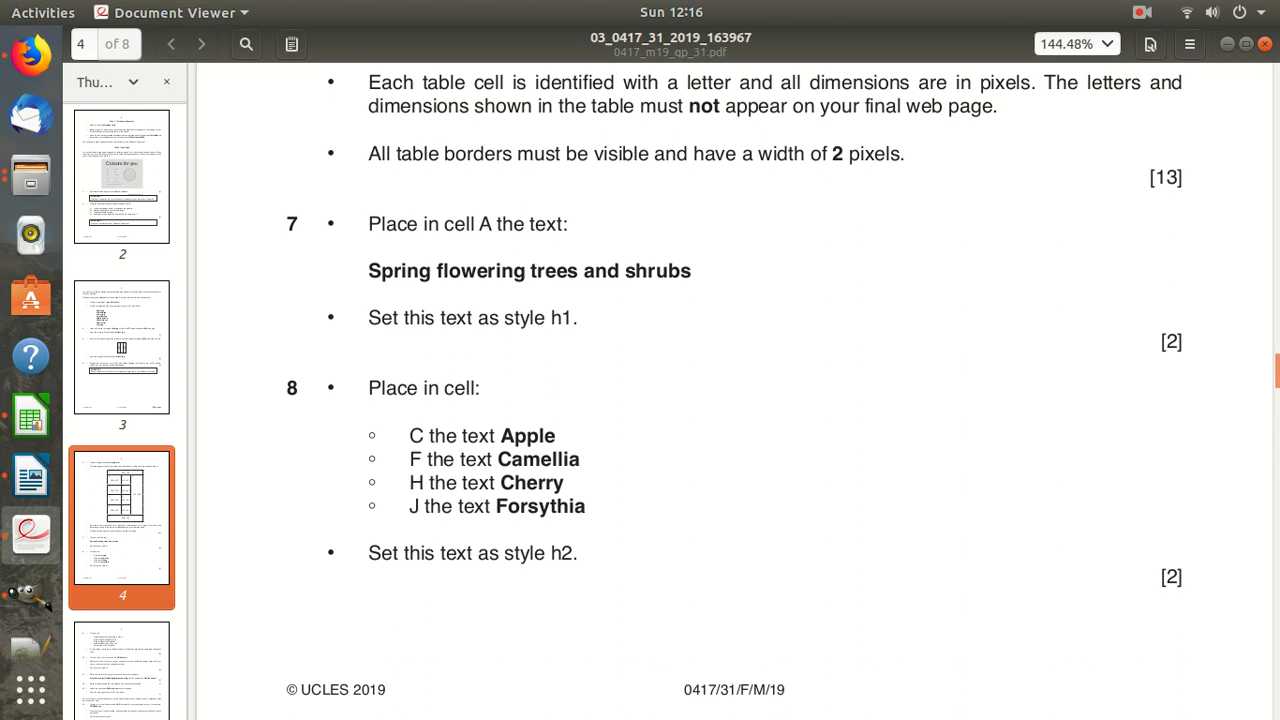 Activities Document Viewer Sun 12:16
4 of 8 03_0417_31_2019_163967 144.48%
0417_m19_qp_31.pdf
Thu...
2
3
4
• Each table cell is identified with a letter and all dimensions are in pixels. The letters and
dimensions shown in the table must not appear on your final web page.
• All table borders must be visible and have a width of 2 pixels.
[13]
7 • Place in cell A the text:
Spring flowering trees and shrubs
• Set this text as style h1.
[2]
8 • Place in cell:
○ C the text Apple
○ F the text Camellia
○ H the text Cherry
○ J the text Forsythia
• Set this text as style h2.
[2]
© UCLES 2019 0417/31/F/M/19